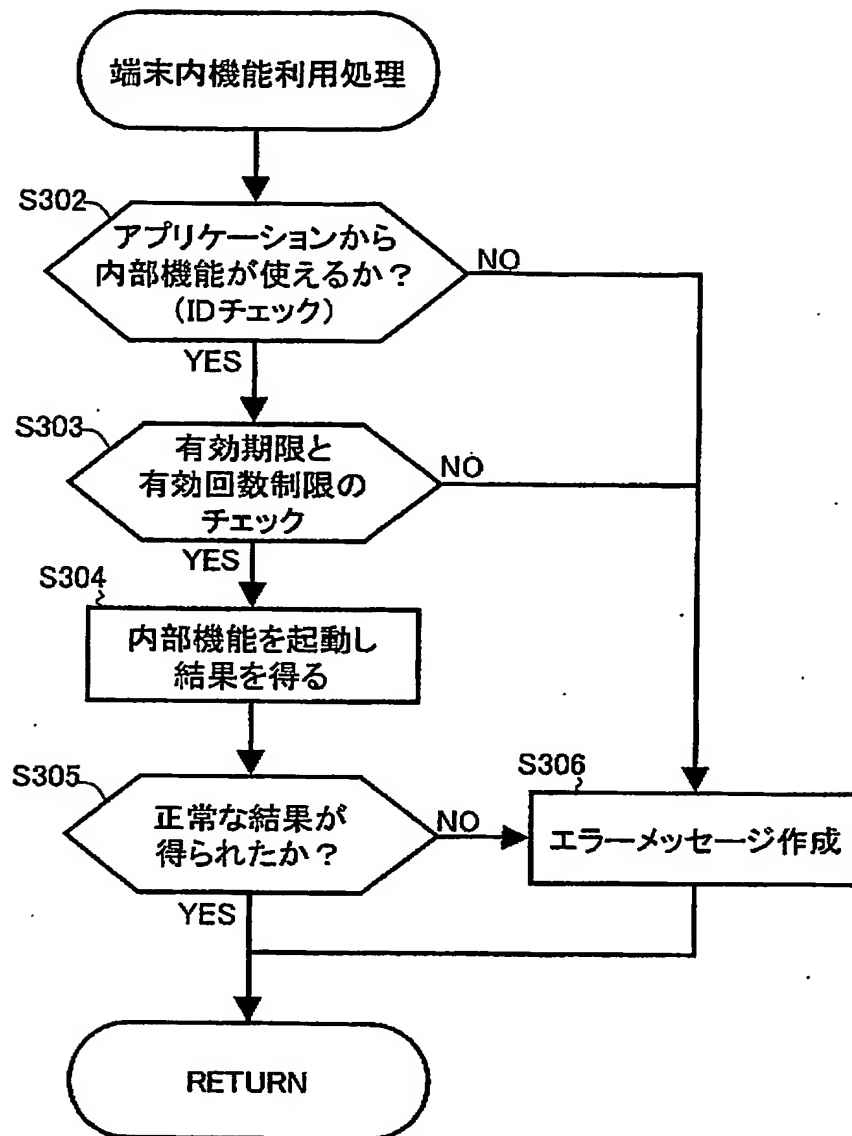 端末内機能利用処理
S302
アプリケーションから
内部機能が使えるか？
（IDチェック）
NO
YES
S303
有効期限と
有効回数制限の
チェック
NO
YES
S304
内部機能を起動し
結果を得る
S305
正常な結果が
得られたか？
NO
S306
エラーメッセージ作成
YES
RETURN